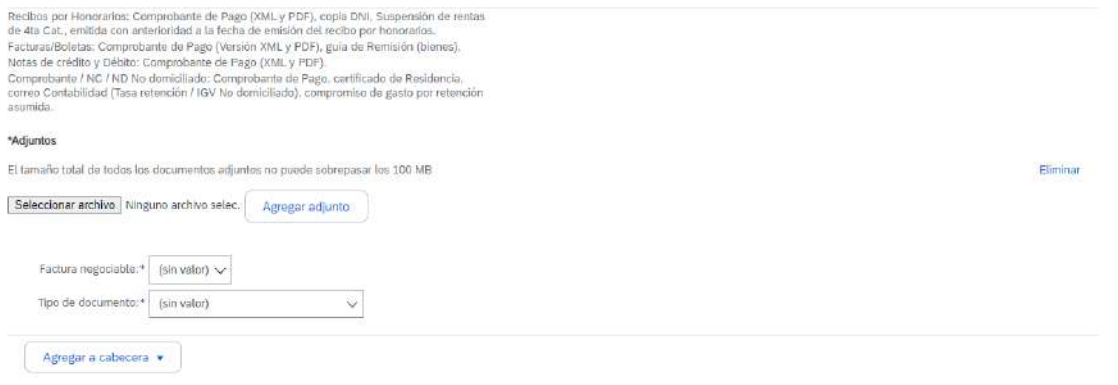 Recibos por Honorarios: Comprobante de Pago (XML y PDF), copia DNI, Suspensión de rentas
de 4ta Cat., emitida con anterioridad a la fecha de emisión del recibo por honorarios.
Facturas/Boletas: Comprobante de Pago (Versión XML y PDF), guía de Remisión (bienes).
Notas de crédito y Débito: Comprobante de Pago (XML y PDF).
Comprobante / NC / ND No domiciliado: Comprobante de Pago, certificado de Residencia,
correo Contabilidad (Tasa retención / IGV No domiciliado), compromiso de gasto por retención
asumida.
*Adjuntos
El tamaño total de todos los documentos adjuntos no puede sobrepasar los 100 MB
Eliminar
Seleccionar archivo Ninguno archivo selec. Agregar adjunto
Factura negociable:* (sin valor)
Tipo de documento:* (sin valor)
Agregar a cabecera